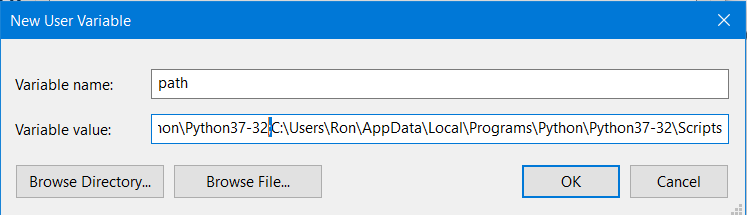 New User Variable
Variable name:
path
Variable value:
on\Python37-32;C:\Users\Ron\AppData\Local\Programs\Python\Python37-32\Scripts
Browse Directory...
Browse File...
OK
Cancel